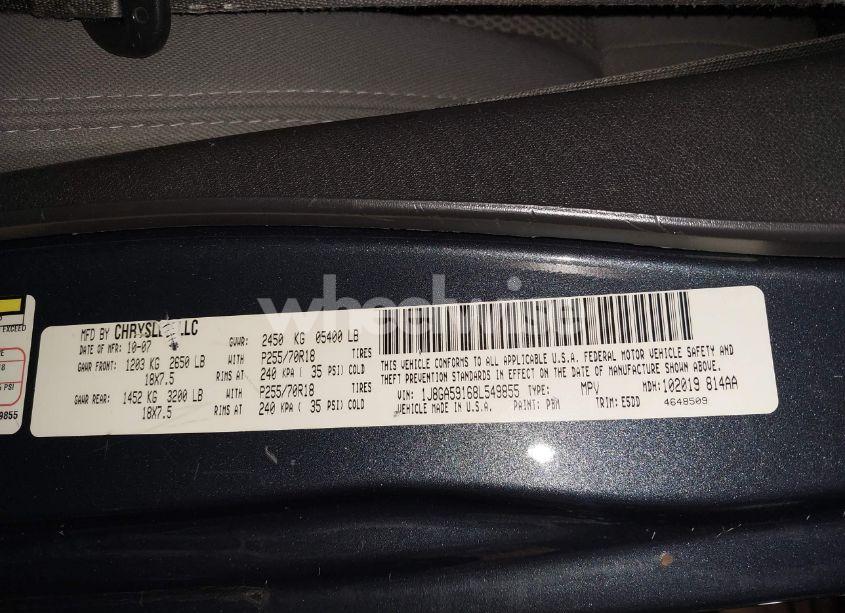 EXCEED
PSI
9855
MFD BY CHRYSLER LLC
DATE OF MFR: 10-07
GVWR: 2450 KG 05400 LB
GAWR FRONT: 1203 KG 2650 LB WITH P255/70R18 TIRES
18X7.5 RIMS AT 240 KPA ( 35 PSI) COLD
GAWR REAR: 1452 KG 3200 LB WITH P255/70R18 TIRES
18X7.5 RIMS AT 240 KPA ( 35 PSI) COLD
THIS VEHICLE CONFORMS TO ALL APPLICABLE U.S.A. FEDERAL MOTOR VEHICLE SAFETY AND
THEFT PREVENTION STANDARDS IN EFFECT ON THE DATE OF MANUFACTURE SHOWN ABOVE.
VIN: 1J8GA59168L549855 TYPE: MPV MDH: 102019 814AA
VEHICLE MADE IN U.S.A. PAINT: PBM TRIM: E5DD 4648509
wheelwise